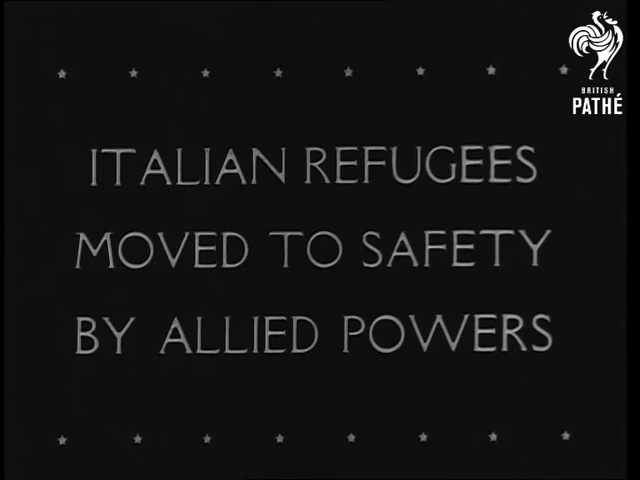 BRITISH
PATHÉ
ITALIAN REFUGEES
MOVED TO SAFETY
BY ALLIED POWERS